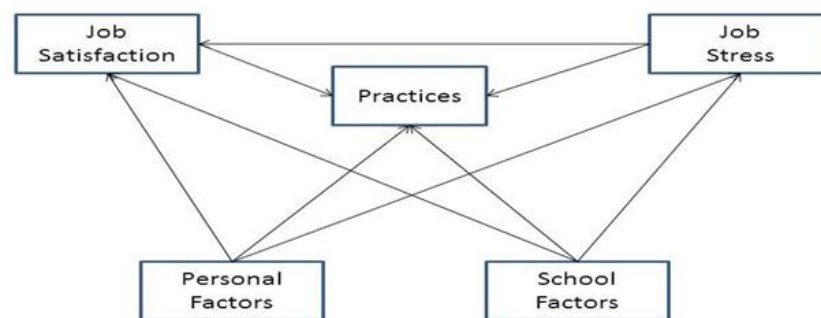 Job
Satisfaction
Job
Stress
Practices
Personal
Factors
School
Factors